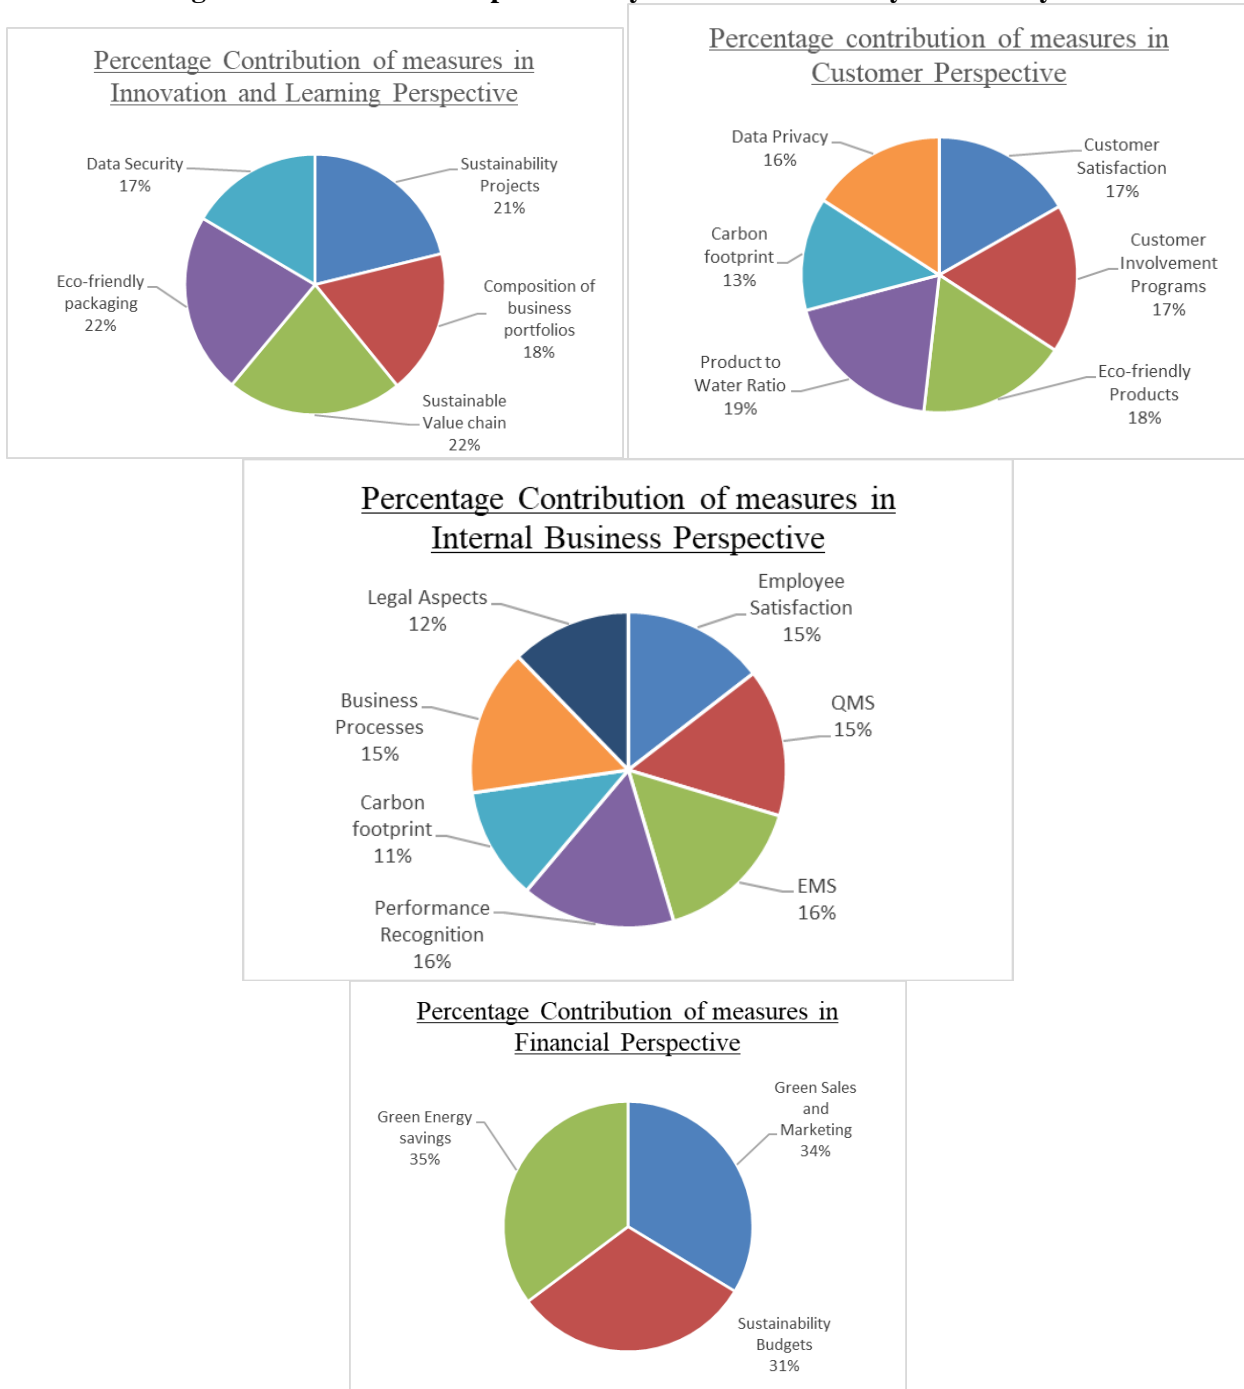 Percentage Contribution of measures in
Innovation and Learning Perspective
Data Security
17%
Sustainability
Projects
21%
Eco-friendly
packaging
22%
Composition of
business
portfolios
18%
Sustainable
Value chain
22%
Percentage contribution of measures in
Customer Perspective
Data Privacy
16%
Customer
Satisfaction
17%
Carbon
footprint
13%
Customer
Involvement
Programs
17%
Product to
Water Ratio
19%
Eco-friendly
Products
18%
Percentage Contribution of measures in
Internal Business Perspective
Legal Aspects
12%
Employee
Satisfaction
15%
Business
Processes
15%
QMS
15%
Carbon
footprint
11%
EMS
16%
Performance
Recognition
16%
Percentage Contribution of measures in
Financial Perspective
Green Energy
savings
35%
Green Sales
and
Marketing
34%
Sustainability
Budgets
31%